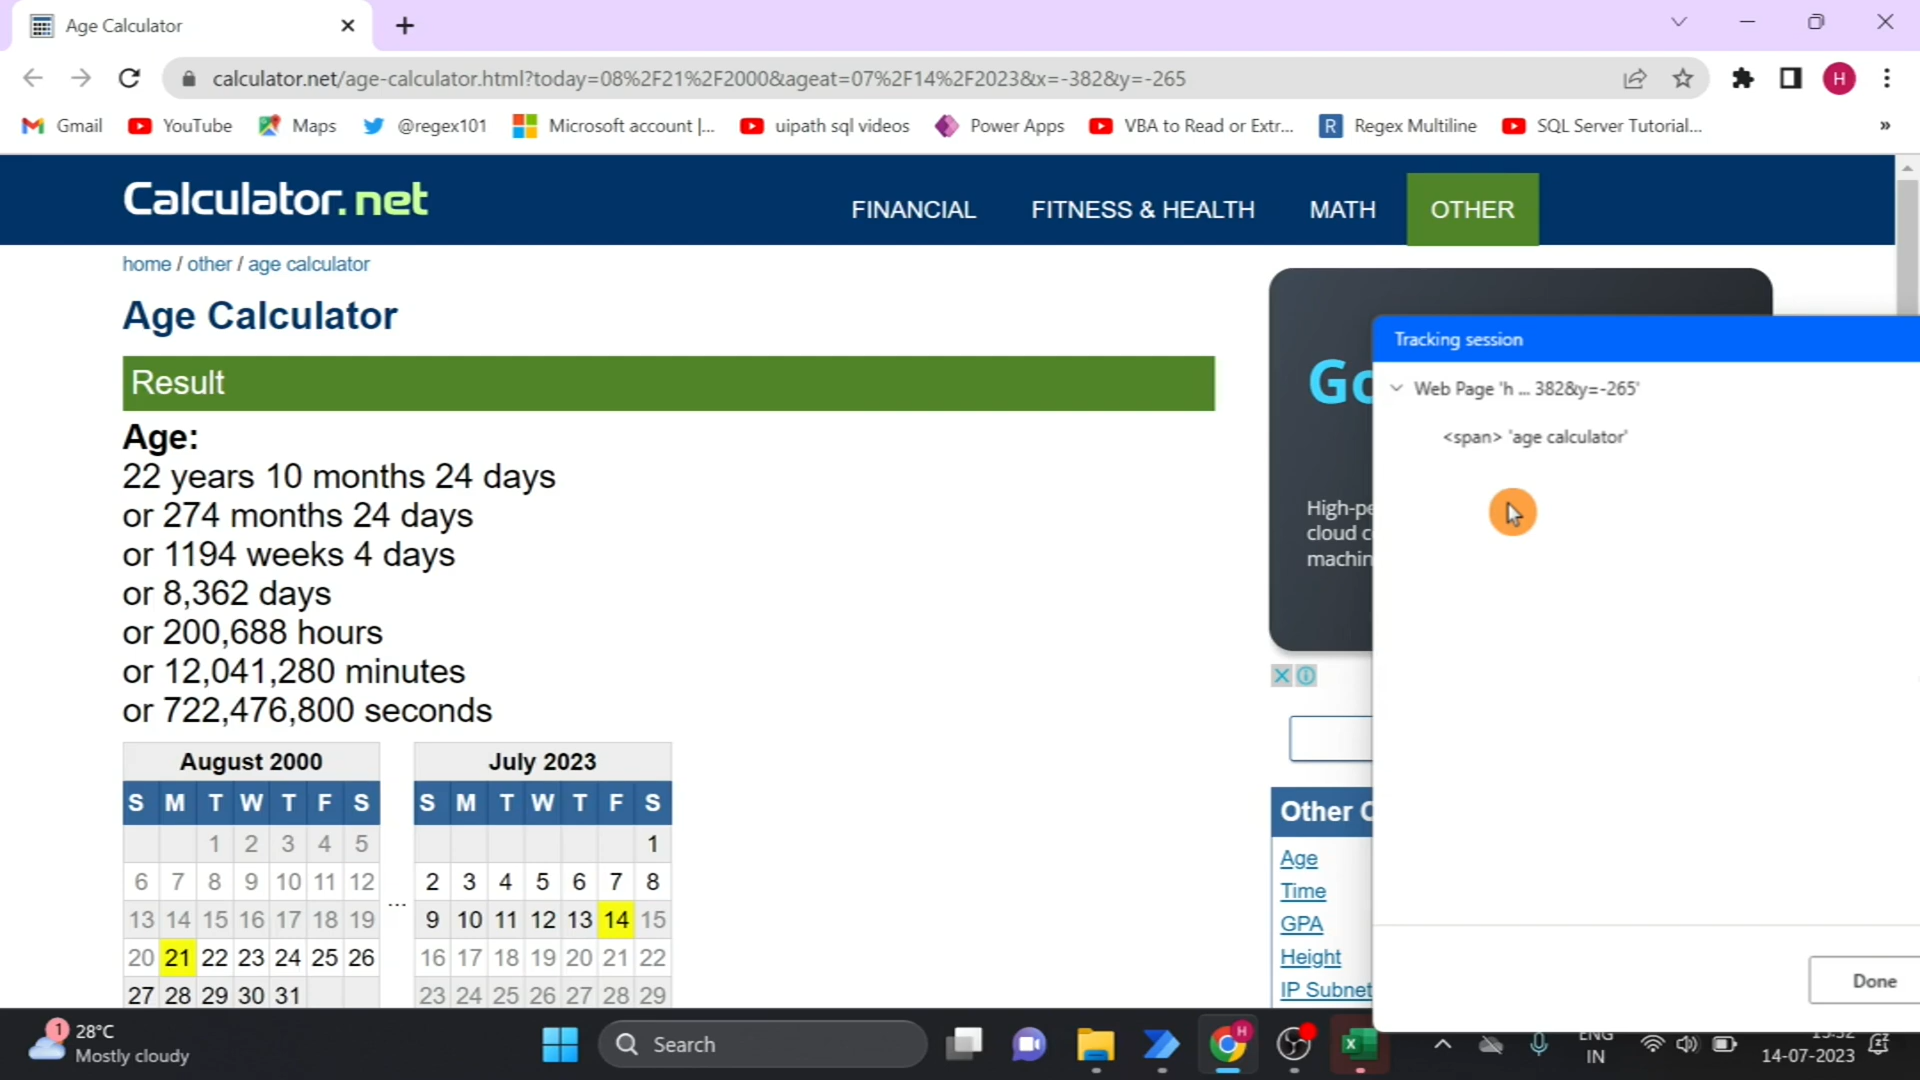 Age Calculator
calculator.net/age-calculator.html?today=08%2F21%2F2000&ageat=07%2F14%2F2023&x=-382&y=-265
H
Gmail YouTube Maps @regex101 Microsoft account |... uipath sql videos Power Apps VBA to Read or Extr... R Regex Multiline SQL Server Tutorial... »
Calculator.net
FINANCIAL FITNESS & HEALTH MATH OTHER
home / other / age calculator
Age Calculator
Result
Age:
22 years 10 months 24 days
or 274 months 24 days
or 1194 weeks 4 days
or 8,362 days
or 200,688 hours
or 12,041,280 minutes
or 722,476,800 seconds
August 2000
S M T W T F S
1 2 3 4 5
6 7 8 9 10 11 12
13 14 15 16 17 18 19
20 21 22 23 24 25 26
27 28 29 30 31
...
July 2023
S M T W T F S
1
2 3 4 5 6 7 8
9 10 11 12 13 14 15
16 17 18 19 20 21 22
23 24 25 26 27 28 29
Go
High-pe
cloud c
machin
Other C
Age
Time
GPA
Height
IP Subnet
Tracking session
Web Page 'h ... 382&y=-265'
<span> 'age calculator'
Done
1
28°C
Mostly cloudy
Search
H
ENG
IN
14-07-2023